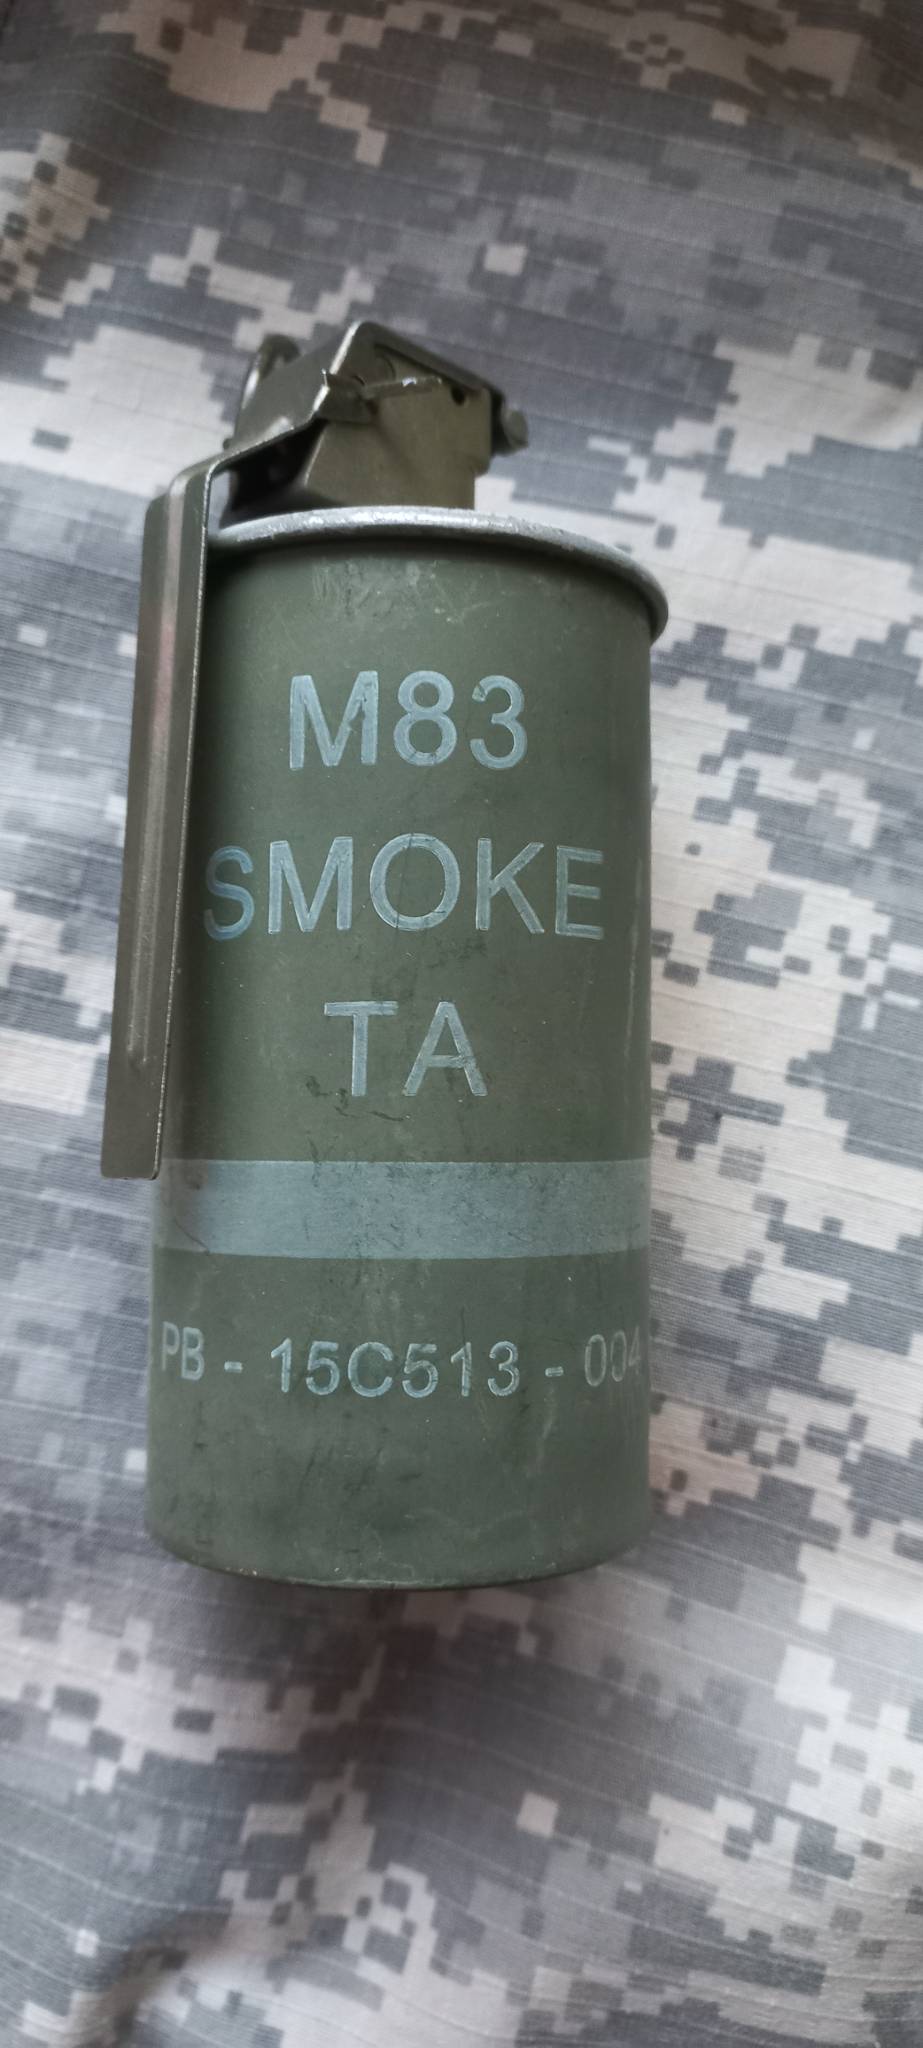 M83
SMOKE
TA
PB - 15C513 - 004